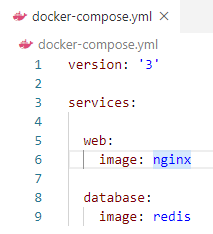 docker-compose.yml
docker-compose.yml
1 version: '3'
2
3 services:
4
5   web:
6     image: nginx
7
8   database:
9     image: redis